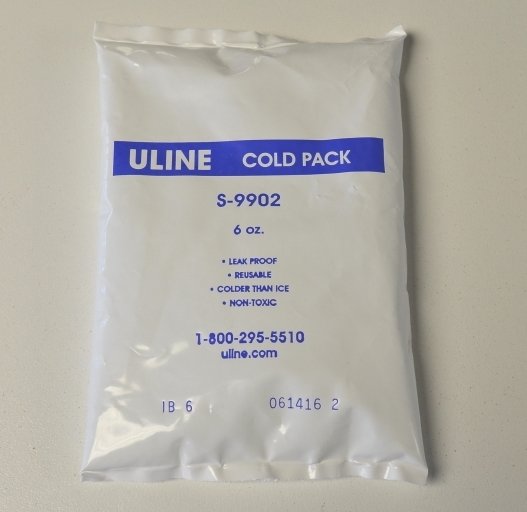 ULINE COLD PACK
S-9902
6 oz.
• LEAK PROOF
• REUSABLE
• COLDER THAN ICE
• NON-TOXIC
1-800-295-5510
uline.com
IB 6 061416 2